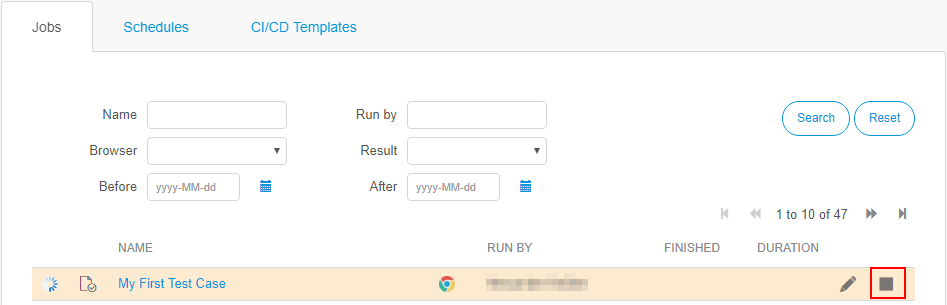 Jobs Schedules CI/CD Templates
Name Run by Search Reset
Browser Result
Before yyyy-MM-dd After yyyy-MM-dd
1 to 10 of 47
NAME RUN BY FINISHED DURATION
My First Test Case